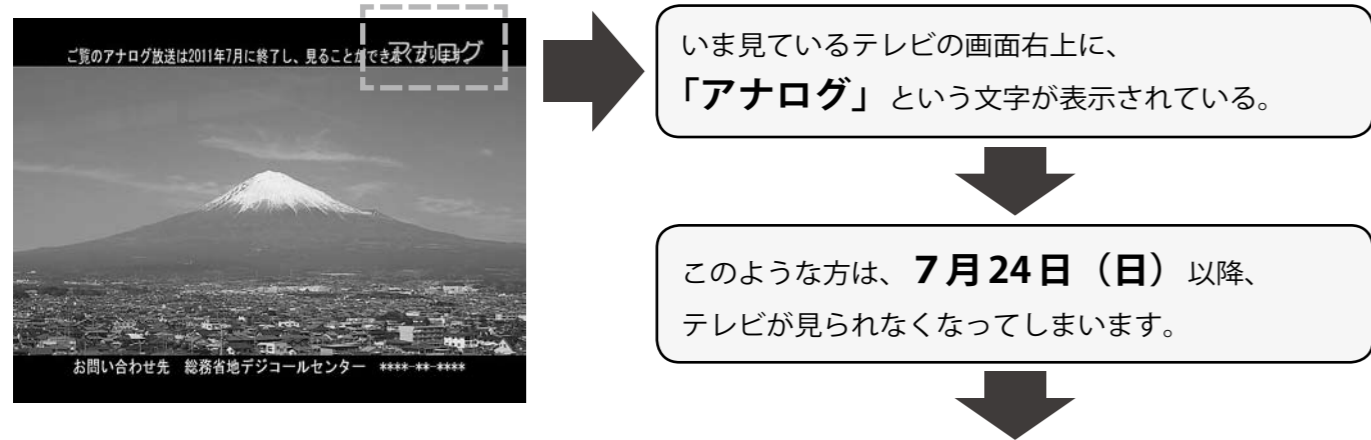 アナログ
ご覧のアナログ放送は2011年7月に終了し、見ることができなくなります。
お問い合わせ先 総務省地デジコールセンター ****-**-****
いま見ているテレビの画面右上に、
「アナログ」という文字が表示されている。
このような方は、7月24日（日）以降、
テレビが見られなくなってしまいます。